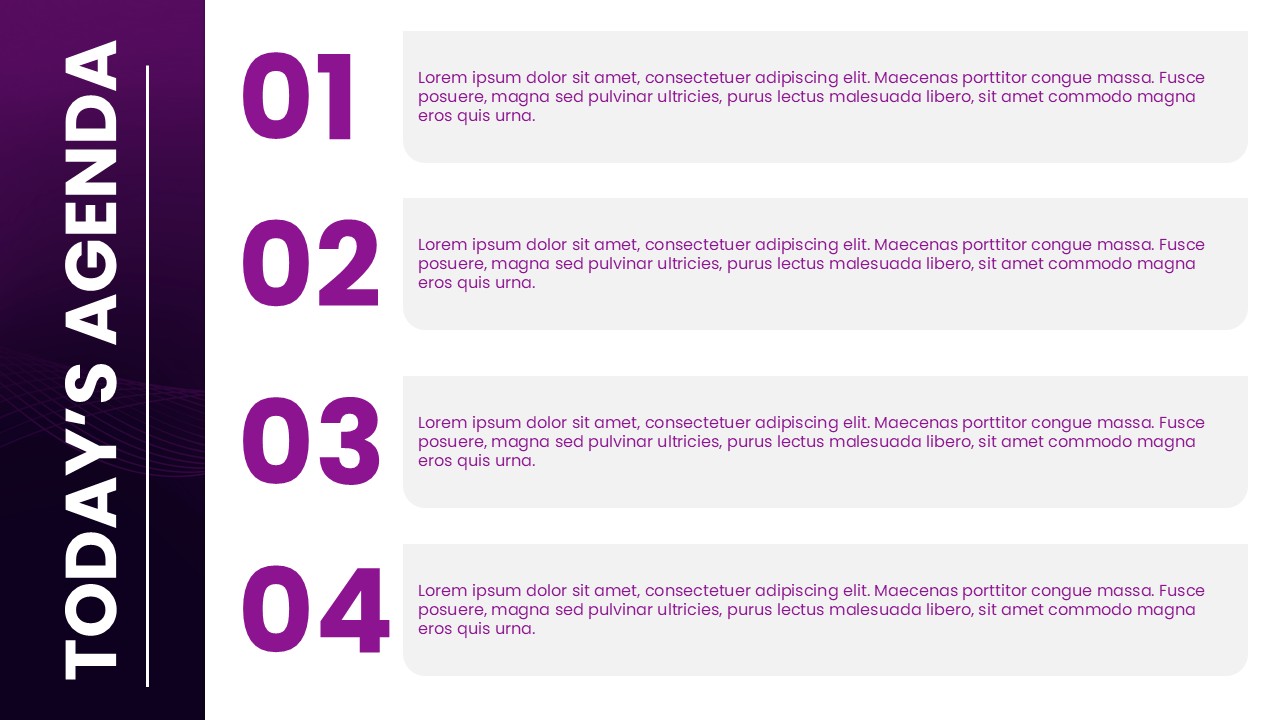 TODAY'S AGENDA
01
Lorem ipsum dolor sit amet, consectetuer adipiscing elit. Maecenas porttitor congue massa. Fusce
posuere, magna sed pulvinar ultricies, purus lectus malesuada libero, sit amet commodo magna
eros quis urna.
02
Lorem ipsum dolor sit amet, consectetuer adipiscing elit. Maecenas porttitor congue massa. Fusce
posuere, magna sed pulvinar ultricies, purus lectus malesuada libero, sit amet commodo magna
eros quis urna.
03
Lorem ipsum dolor sit amet, consectetuer adipiscing elit. Maecenas porttitor congue massa. Fusce
posuere, magna sed pulvinar ultricies, purus lectus malesuada libero, sit amet commodo magna
eros quis urna.
04
Lorem ipsum dolor sit amet, consectetuer adipiscing elit. Maecenas porttitor congue massa. Fusce
posuere, magna sed pulvinar ultricies, purus lectus malesuada libero, sit amet commodo magna
eros quis urna.